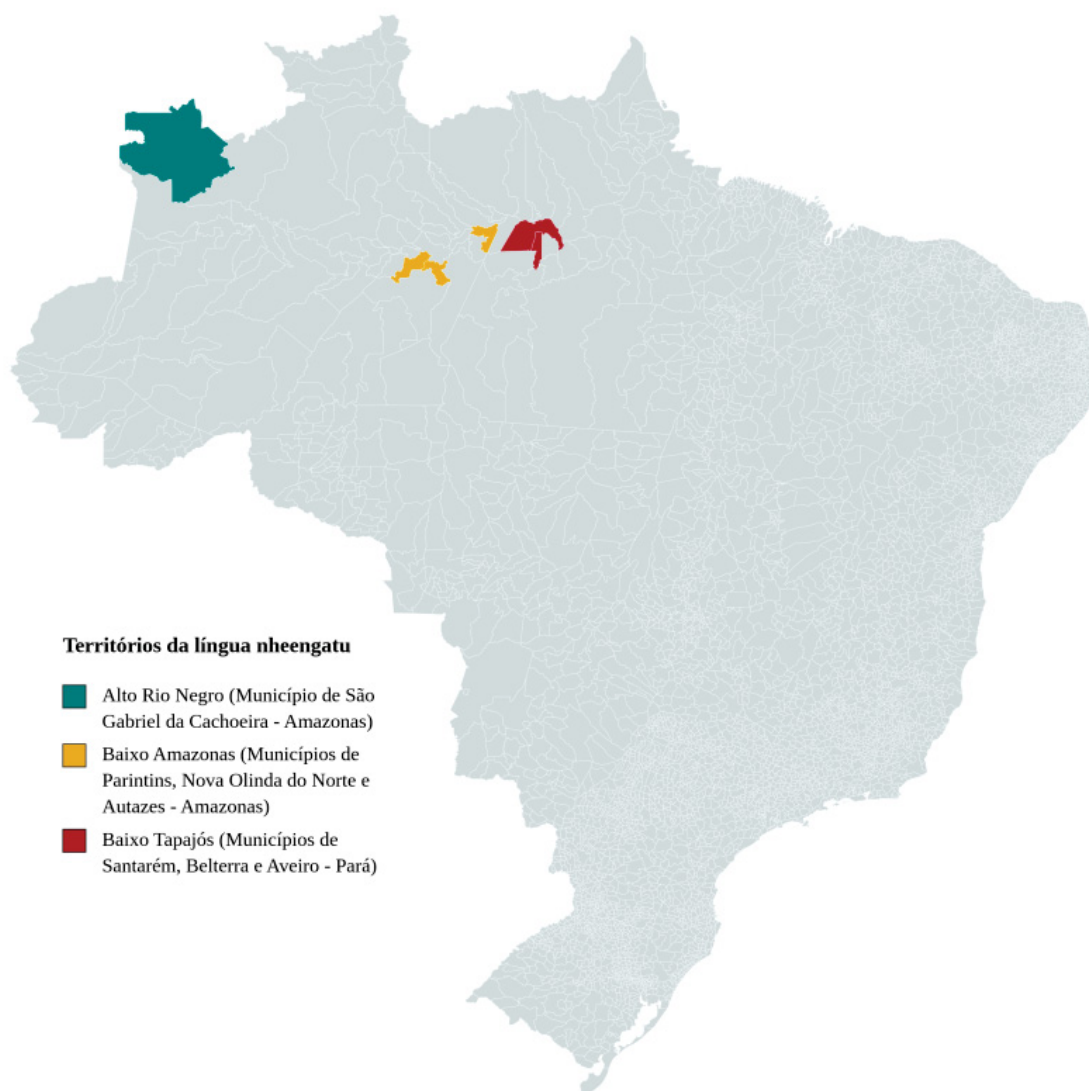 Territórios da língua nheengatu
Alto Rio Negro (Município de São
Gabriel da Cachoeira - Amazonas)
Baixo Amazonas (Municípios de
Parintins, Nova Olinda do Norte e
Autazes - Amazonas)
Baixo Tapajós (Municípios de
Santarém, Belterra e Aveiro - Pará)